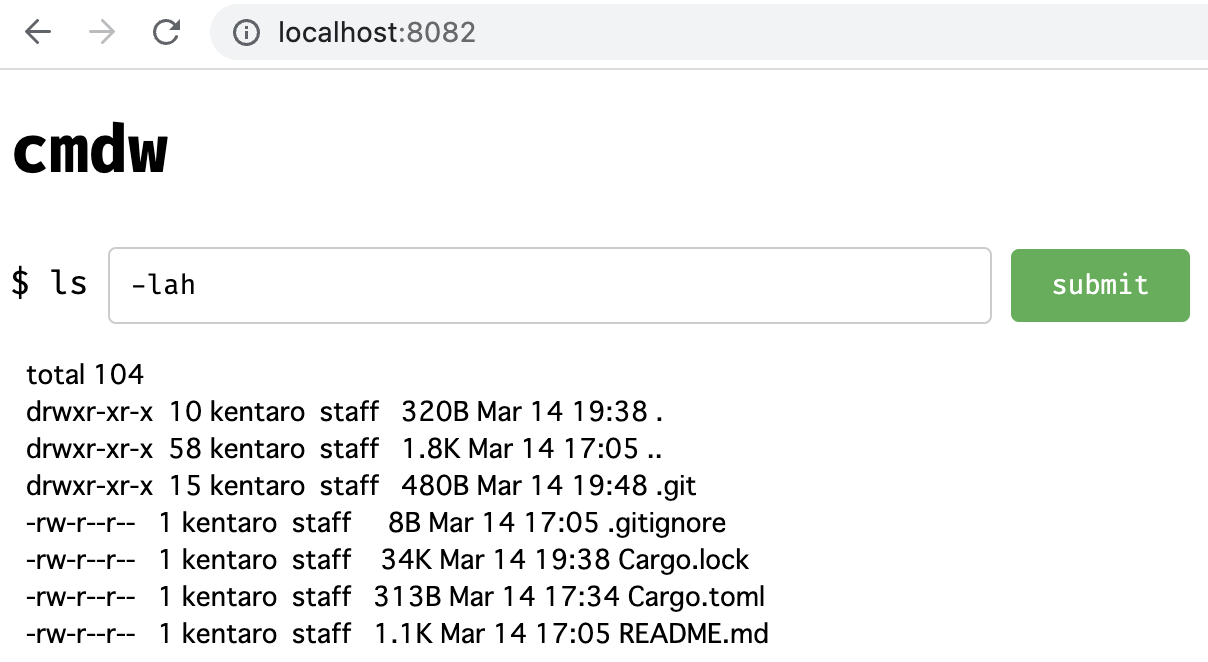 localhost:8082
cmdw
$ ls -lah submit
total 104
drwxr-xr-x  10 kentaro  staff   320B Mar 14 19:38 .
drwxr-xr-x  58 kentaro  staff   1.8K Mar 14 17:05 ..
drwxr-xr-x  15 kentaro  staff   480B Mar 14 19:48 .git
-rw-r--r--   1 kentaro  staff     8B Mar 14 17:05 .gitignore
-rw-r--r--   1 kentaro  staff    34K Mar 14 19:38 Cargo.lock
-rw-r--r--   1 kentaro  staff   313B Mar 14 17:34 Cargo.toml
-rw-r--r--   1 kentaro  staff   1.1K Mar 14 17:05 README.md